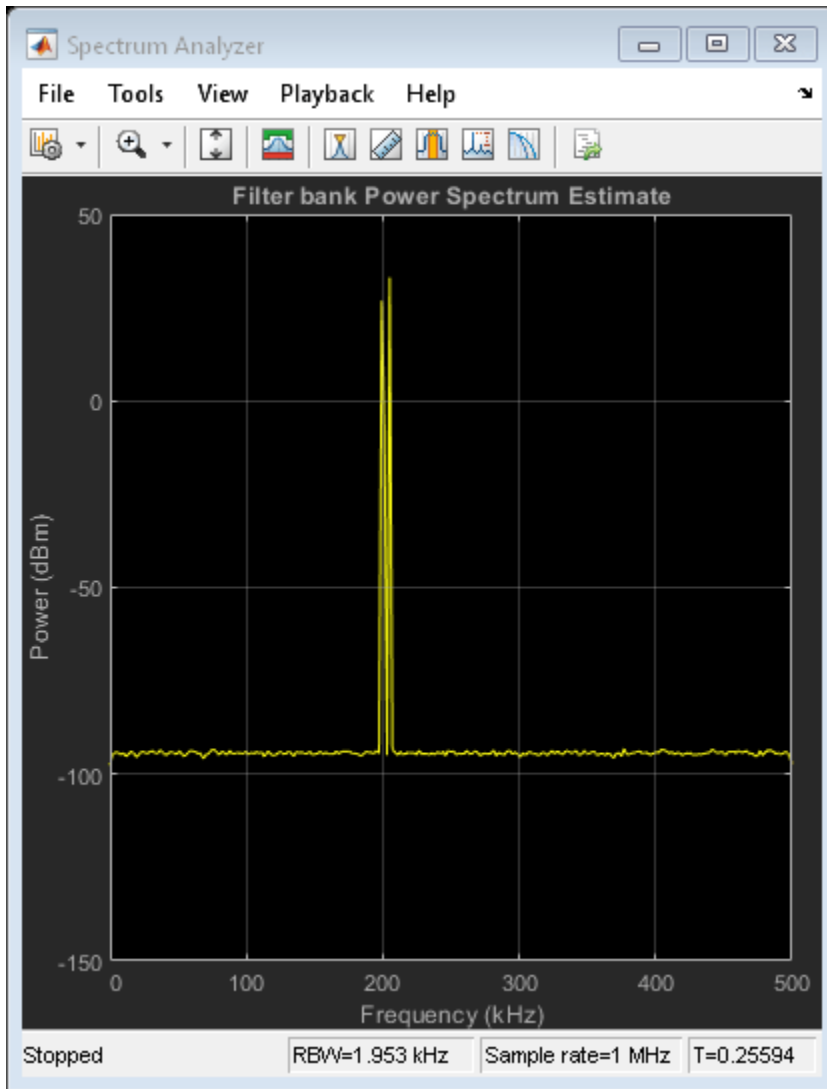 Spectrum Analyzer
File Tools View Playback Help
Filter bank Power Spectrum Estimate
50
0
-50
-100
-150
Power (dBm)
0 100 200 300 400 500
Frequency (kHz)
Stopped RBW=1.953 kHz Sample rate=1 MHz T=0.25594